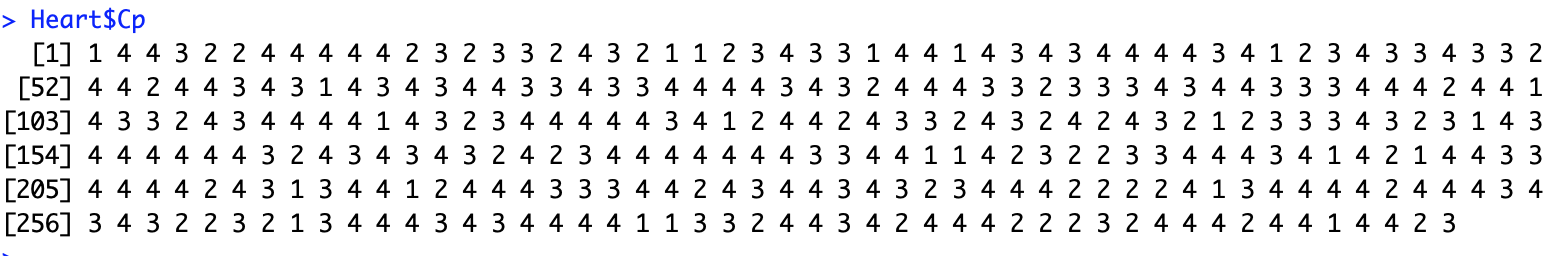 > Heart$Cp
[1] 1 4 4 3 2 2 4 4 4 4 4 2 3 2 3 3 2 4 3 2 1 1 2 3 4 3 3 1 4 4 1 4 3 4 3 4 4 4 4 3 4 1 2 3 4 3 3 4 3 3 2
[52] 4 4 2 4 4 3 4 3 1 4 3 4 3 4 4 3 3 4 3 3 4 4 4 4 3 4 3 2 4 4 4 3 3 2 3 3 3 4 3 4 4 3 3 3 4 4 4 2 4 4 1
[103] 4 3 3 2 4 3 4 4 4 4 1 4 3 2 3 4 4 4 4 4 3 4 1 2 4 4 2 4 3 3 2 4 3 2 4 2 4 3 2 1 2 3 3 3 4 3 2 3 1 4 3
[154] 4 4 4 4 4 4 3 2 4 3 4 3 4 3 2 4 2 3 4 4 4 4 4 4 4 3 3 4 4 1 1 4 2 3 2 2 3 3 4 4 4 3 4 1 4 2 1 4 4 3 3
[205] 4 4 4 4 2 4 3 1 3 4 4 1 2 4 4 4 3 3 3 4 4 2 4 3 4 4 3 4 3 2 3 4 4 4 2 2 2 2 4 1 3 4 4 4 4 2 4 4 4 3 4
[256] 3 4 3 2 2 3 2 1 3 4 4 4 3 4 3 4 4 4 4 1 1 3 3 2 4 4 3 4 2 4 4 4 2 2 2 3 2 4 4 4 2 4 4 1 4 4 2 3